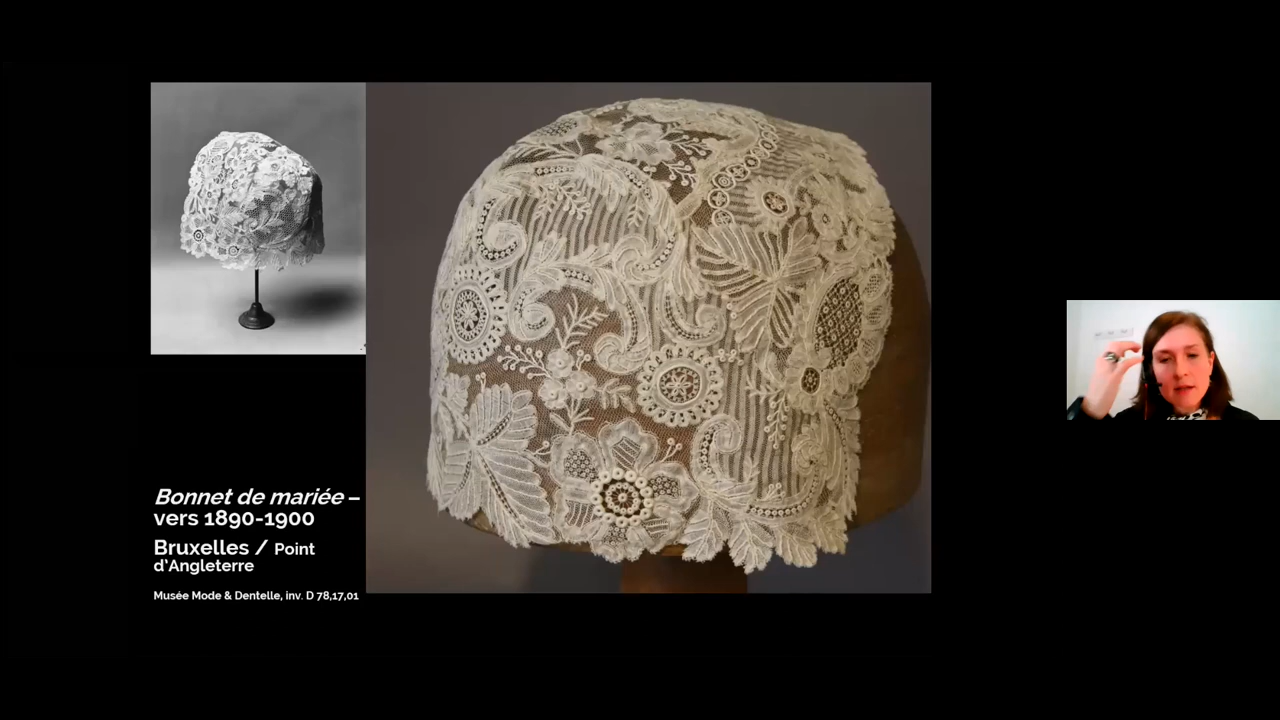 Bonnet de mariée –
vers 1890-1900
Bruxelles / Point
d’Angleterre
Musée Mode & Dentelle, inv. D 78,17,01